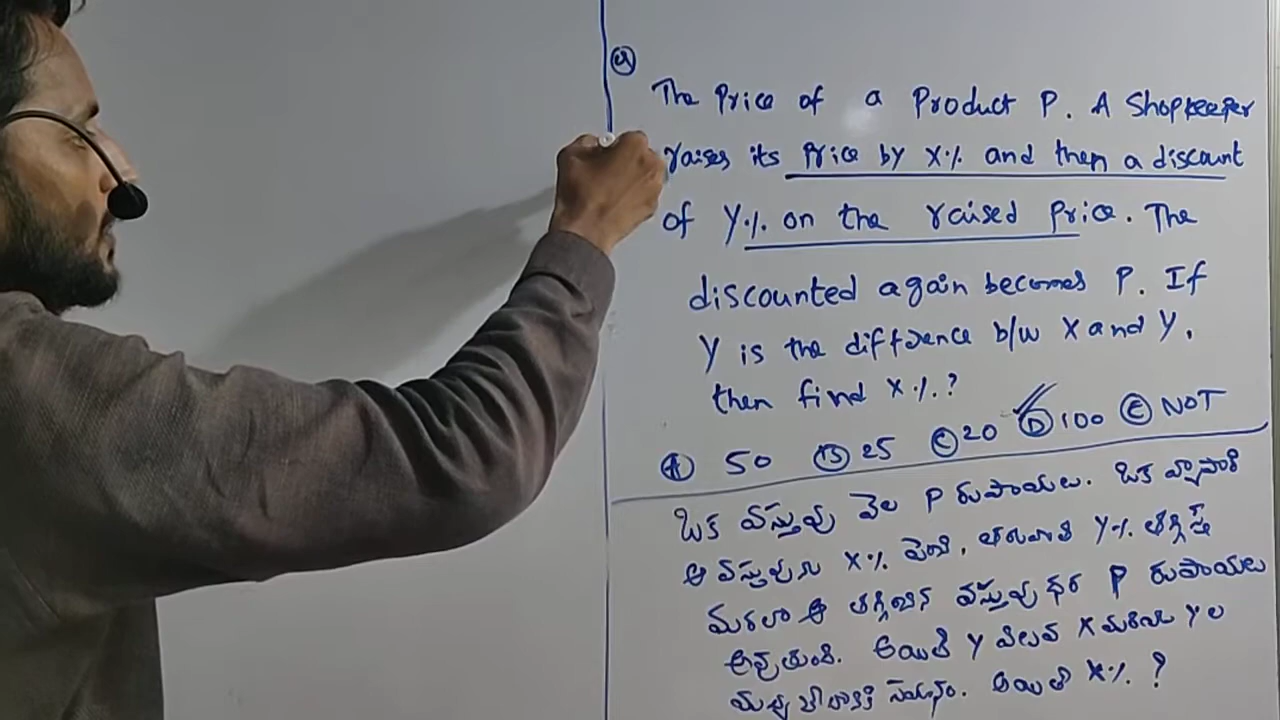 The Price of a Product P. A Shopkeeper
raises its Price by X% and then a discount
of Y% on the raised Price. The
discounted again becomes P. If
Y is the difference b/w X and Y.
then find X%.?
Ⓐ 50 Ⓑ 25 Ⓒ 20 Ⓓ 100 Ⓔ NOT
ఒక వస్తువు వెల P రుపాయలు. ఒక వ్యాపారి
ఆ వస్తువును X% పెంచి, తరువాత Y% తగ్గిస్తే
మరలా ఆ తగ్గించిన వస్తువు ధర P రుపాయలు
అవుతుంది. అయితే Y విలువ X మరియు Y ల
మధ్య సమానం. అయితే X% ?